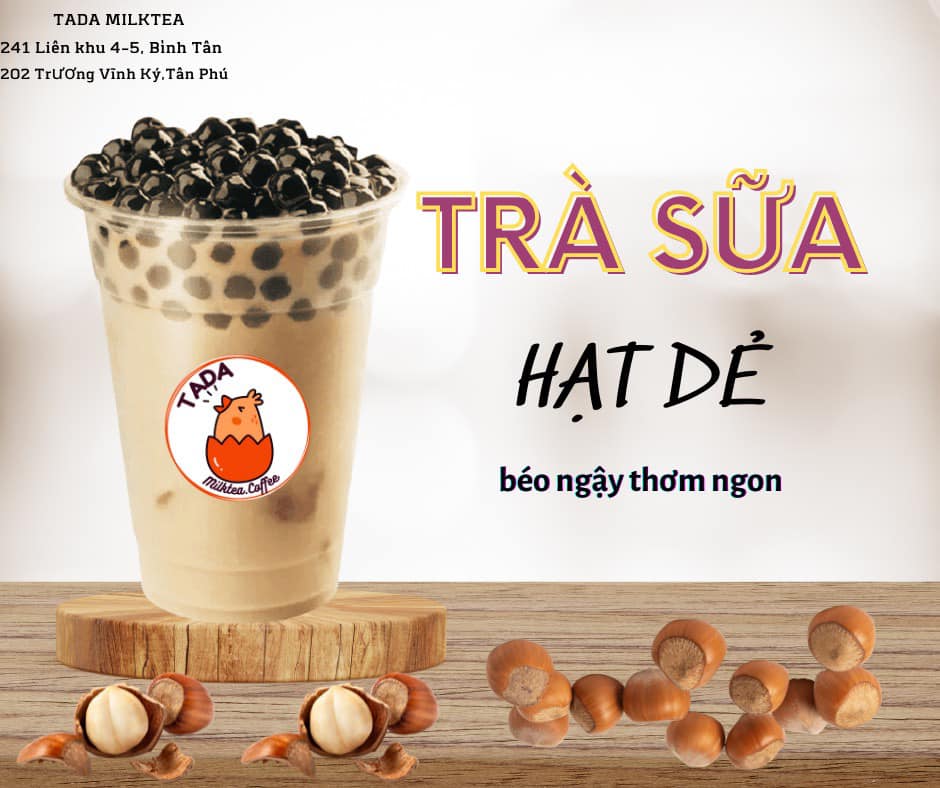 TADA MILKTEA
241 Liên khu 4-5, Bình Tân
202 Trương Vĩnh Ký,Tân Phú
TRÀ SỮA
HẠT DẺ
béo ngậy thơm ngon
TADA
Milktea.Coffee